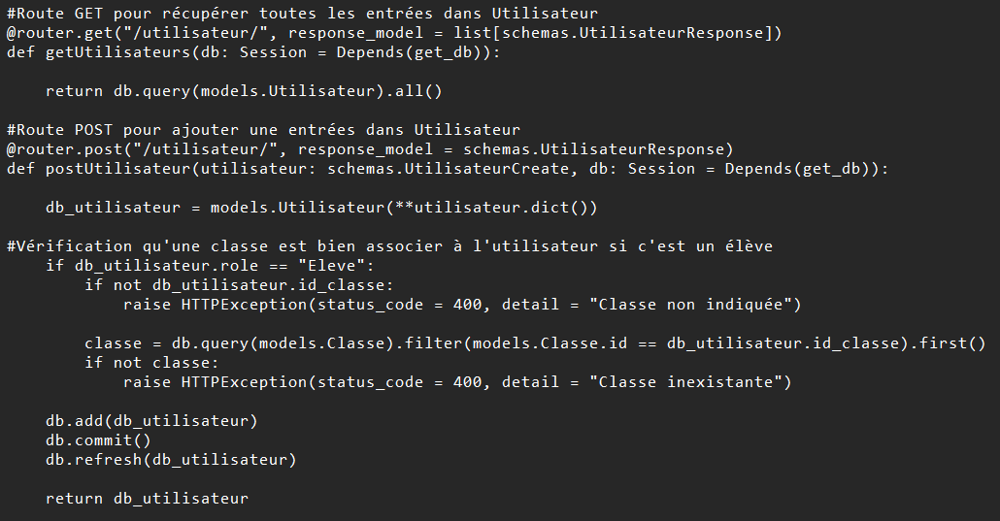 #Route GET pour récupérer toutes les entrées dans Utilisateur
@router.get("/utilisateur/", response_model = list[schemas.UtilisateurResponse])
def getUtilisateurs(db: Session = Depends(get_db)):
    return db.query(models.Utilisateur).all()
#Route POST pour ajouter une entrées dans Utilisateur
@router.post("/utilisateur/", response_model = schemas.UtilisateurResponse)
def postUtilisateur(utilisateur: schemas.UtilisateurCreate, db: Session = Depends(get_db)):
    db_utilisateur = models.Utilisateur(**utilisateur.dict())
#Vérification qu'une classe est bien associer à l'utilisateur si c'est un élève
    if db_utilisateur.role == "Eleve":
        if not db_utilisateur.id_classe:
            raise HTTPException(status_code = 400, detail = "Classe non indiquée")
        classe = db.query(models.Classe).filter(models.Classe.id == db_utilisateur.id_classe).first()
        if not classe:
            raise HTTPException(status_code = 400, detail = "Classe inexistante")
    db.add(db_utilisateur)
    db.commit()
    db.refresh(db_utilisateur)
    return db_utilisateur